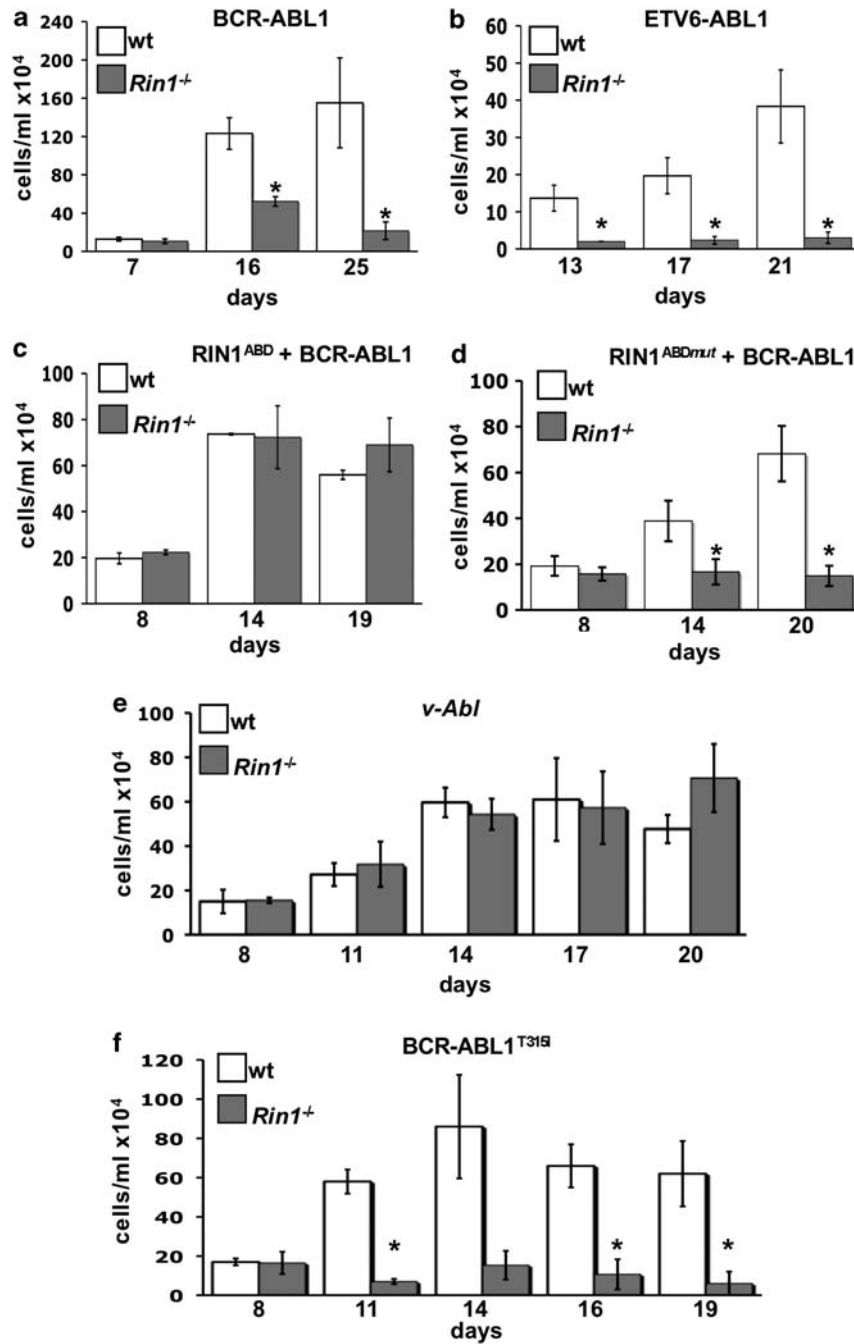 a
BCR-ABL1
wt
Rin1-/-
cells/ml x104
240
200
160
120
80
40
0
*
*
7 16 25
days
b
ETV6-ABL1
wt
Rin1-/-
cells/ml x104
60
50
40
30
20
10
0
* * *
13 17 21
days
c
RIN1ABD + BCR-ABL1
wt
Rin1-/-
cells/ml x104
100
80
60
40
20
0
8 14 19
days
d
RIN1ABDmut + BCR-ABL1
wt
Rin1-/-
cells/ml x104
100
80
60
40
20
0
* *
8 14 20
days
e
v-Abl
wt
Rin1-/-
cells/ml x104
100
80
60
40
20
0
8 11 14 17 20
days
f
BCR-ABL1T315I
wt
Rin1-/-
cells/ml x104
120
100
80
60
40
20
0
* * *
8 11 14 16 19
days